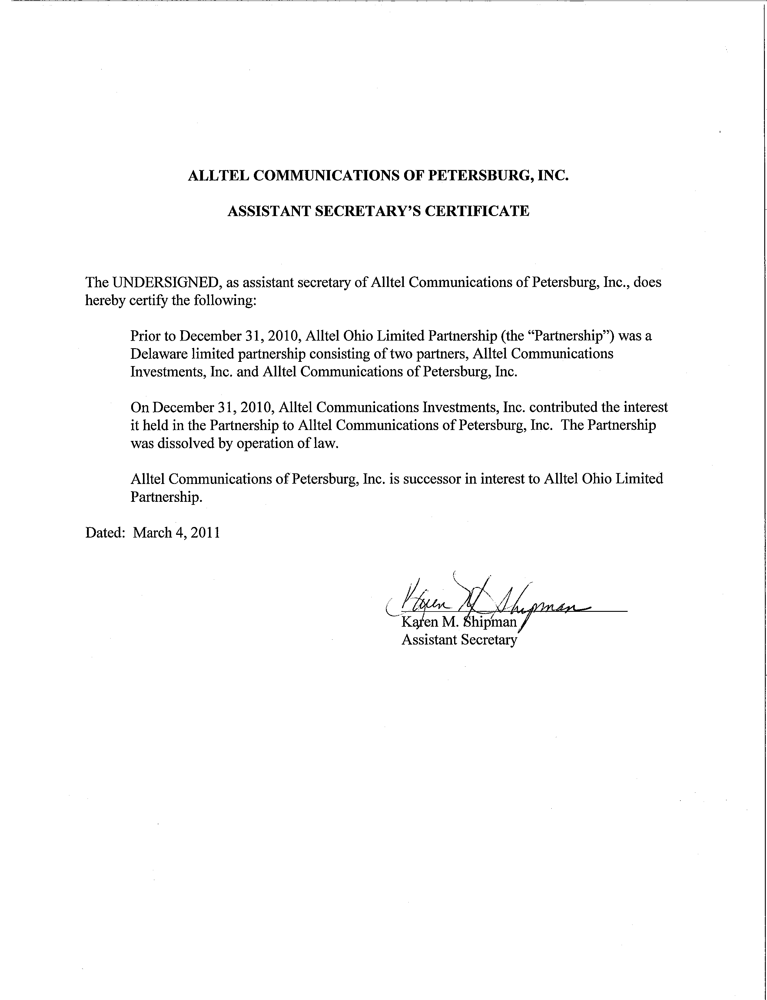 ALLTEL COMMUNICATIONS OF PETERSBURG, INC.
ASSISTANT SECRETARY'S CERTIFICATE
The UNDERSIGNED, as assistant secretary of Alltel Communications of Petersburg, Inc., does
hereby certify the following:
Prior to December 31, 2010, Alltel Ohio Limited Partnership (the “Partnership”) was a
Delaware limited partnership consisting of two partners, Alltel Communications
Investments, Inc. and Alltel Communications of Petersburg, Inc.
On December 31, 2010, Alltel Communications Investments, Inc. contributed the interest
it held in the Partnership to Alltel Communications of Petersburg, Inc.  The Partnership
was dissolved by operation of law.
Alltel Communications of Petersburg, Inc. is successor in interest to Alltel Ohio Limited
Partnership.
Dated:  March 4, 2011
Karen M Shipman
Karen M. Shipman
Assistant Secretary